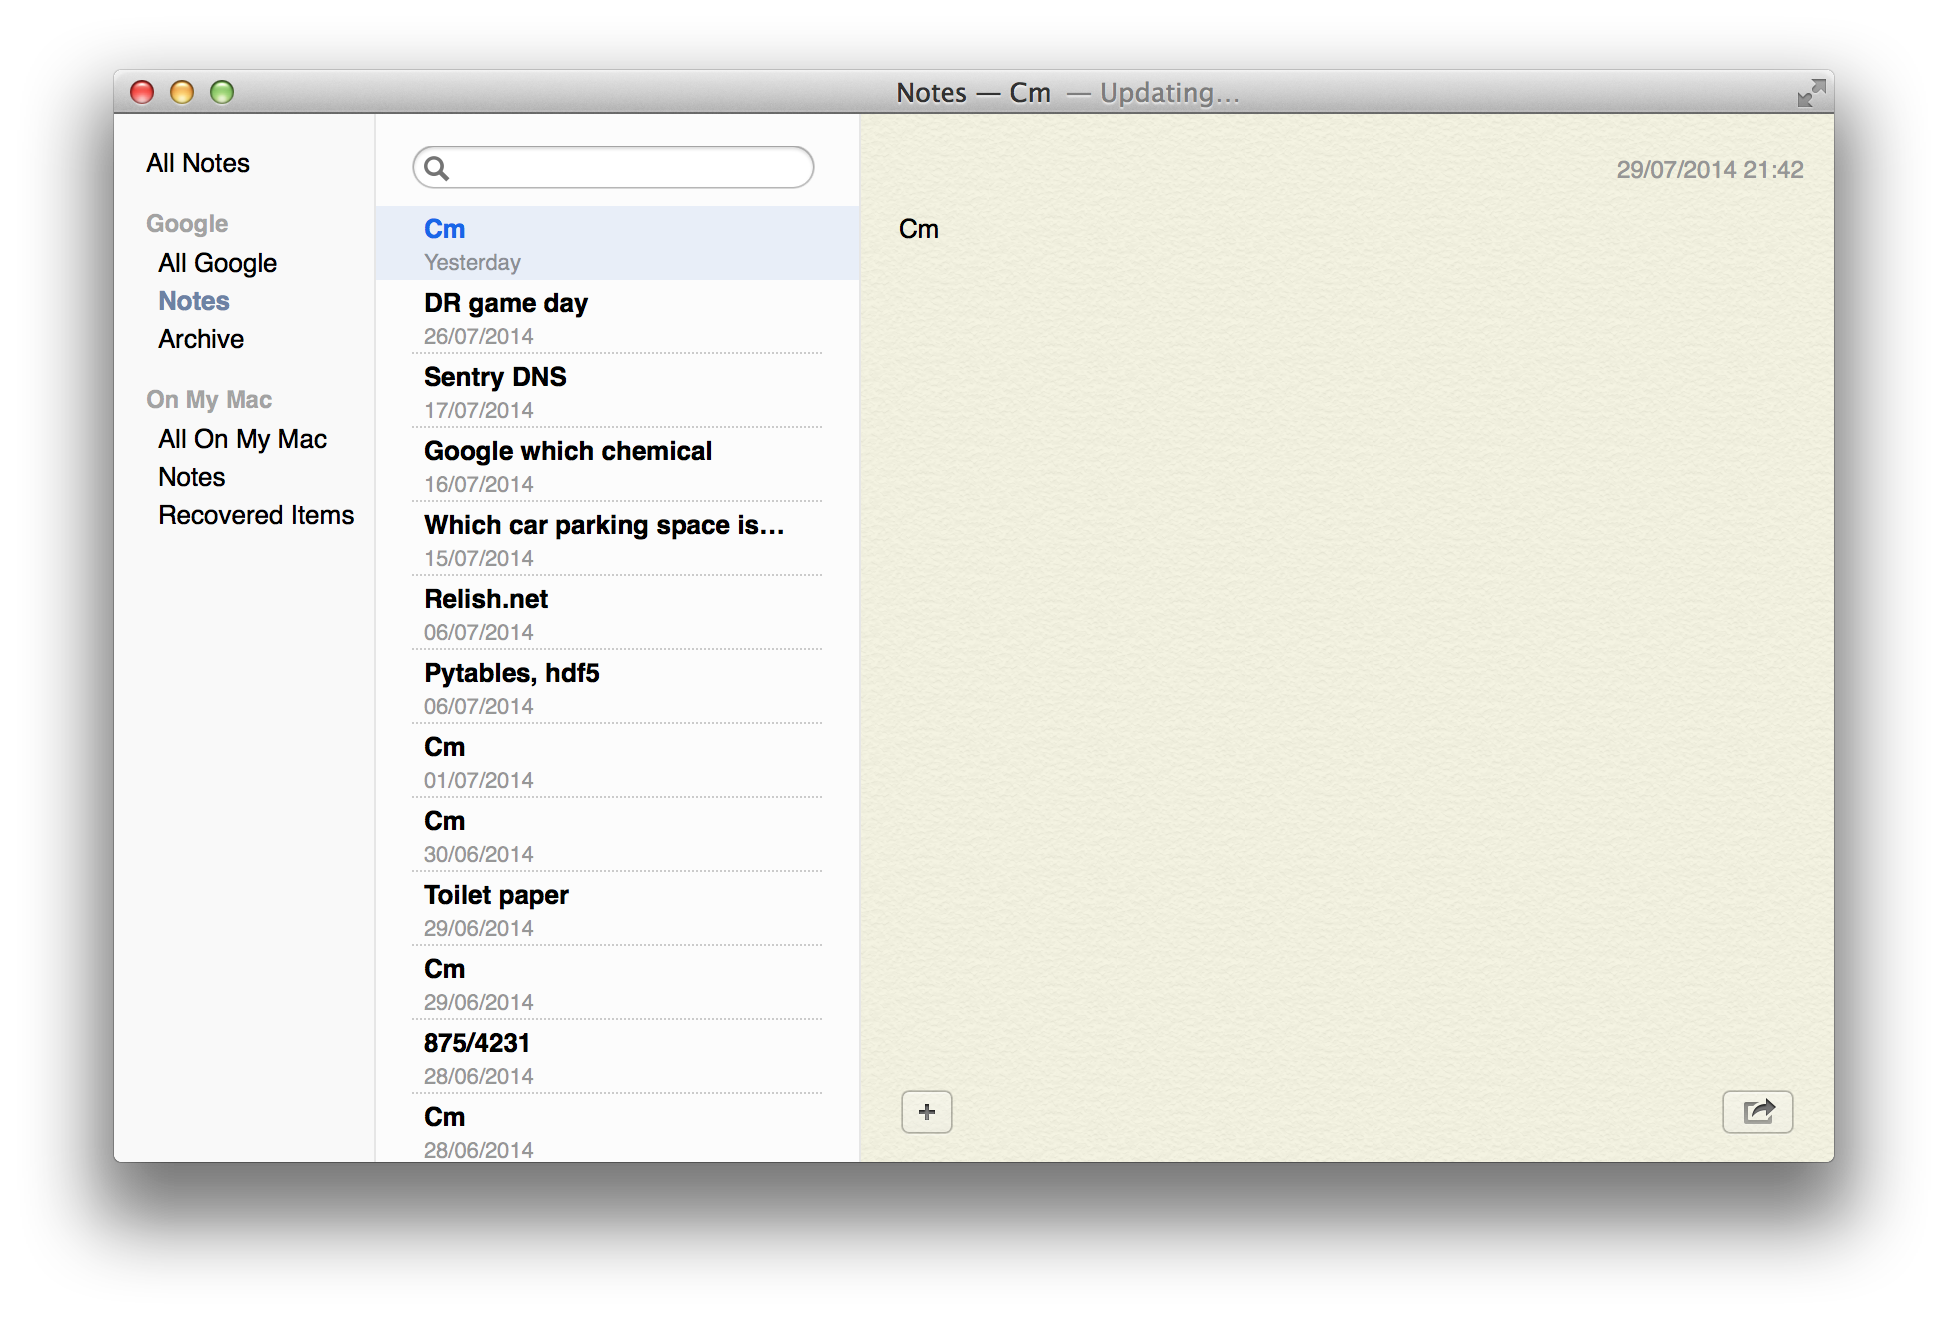 Notes — Cm — Updating...
All Notes
Google
All Google
Notes
Archive
On My Mac
All On My Mac
Notes
Recovered Items
Cm
Yesterday
DR game day
26/07/2014
Sentry DNS
17/07/2014
Google which chemical
16/07/2014
Which car parking space is...
15/07/2014
Relish.net
06/07/2014
Pytables, hdf5
06/07/2014
Cm
01/07/2014
Cm
30/06/2014
Toilet paper
29/06/2014
Cm
29/06/2014
875/4231
28/06/2014
Cm
28/06/2014
29/07/2014 21:42
Cm